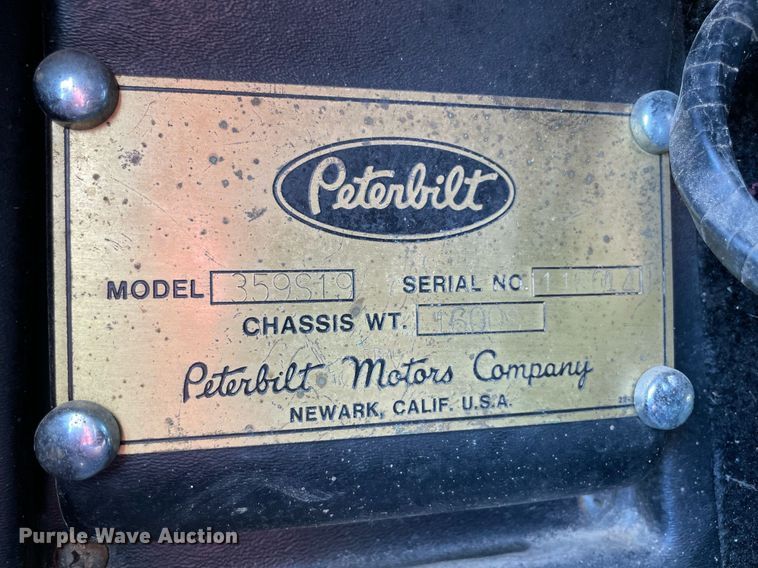 Peterbilt
MODEL 359S19 SERIAL NO.
CHASSIS WT.
Peterbilt Motors Company
NEWARK, CALIF. U.S.A.
Purple Wave Auction